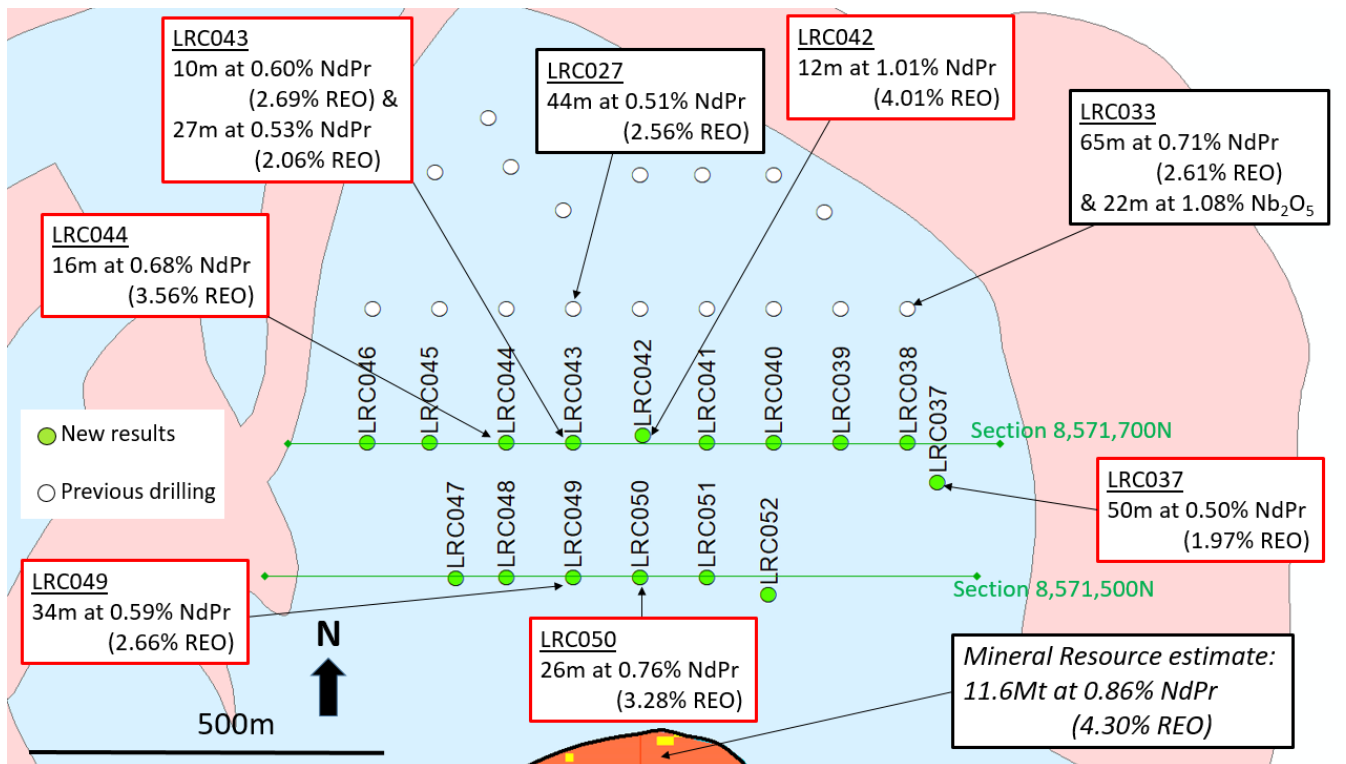 LRC043
10m at 0.60% NdPr
(2.69% REO) &
27m at 0.53% NdPr
(2.06% REO)
LRC027
44m at 0.51% NdPr
(2.56% REO)
LRC042
12m at 1.01% NdPr
(4.01% REO)
LRC033
65m at 0.71% NdPr
(2.61% REO)
& 22m at 1.08% Nb₂O₅
LRC044
16m at 0.68% NdPr
(3.56% REO)
LRC046
LRC045
LRC044
LRC043
LRC042
LRC041
LRC040
LRC039
LRC038
LRC037
Section 8,571,700N
New results
Previous drilling
LRC037
50m at 0.50% NdPr
(1.97% REO)
LRC047
LRC048
LRC049
LRC050
LRC051
LRC052
Section 8,571,500N
LRC049
34m at 0.59% NdPr
(2.66% REO)
N
500m
LRC050
26m at 0.76% NdPr
(3.28% REO)
Mineral Resource estimate:
11.6Mt at 0.86% NdPr
(4.30% REO)